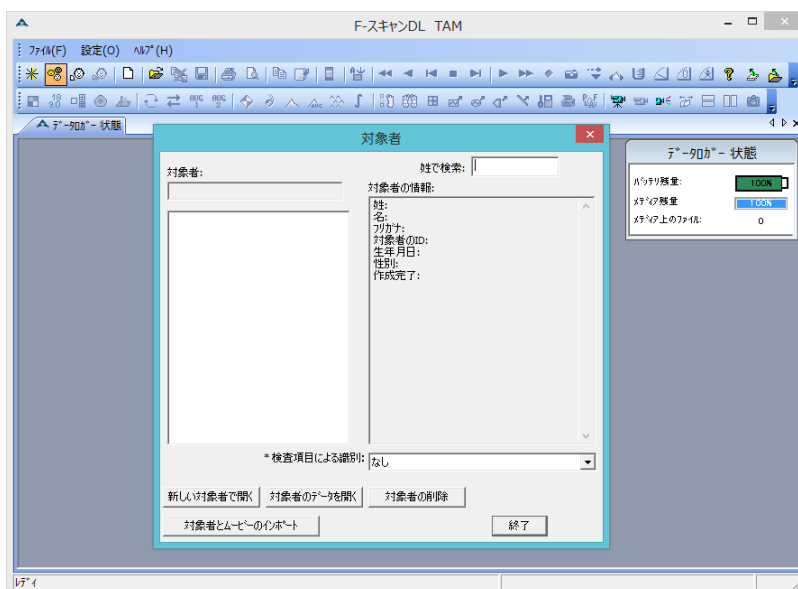 F-スキャンDL TAM
ﾌｧｲﾙ(F) 設定(O) ﾍﾙﾌﾟ(H)
ﾃﾞｰﾀﾛｶﾞｰ 状態
対象者
対象者:
姓で検索:
対象者の情報:
姓:
名:
ﾌﾘｶﾞﾅ:
対象者のID:
生年月日:
性別:
作成完了:
*検査項目による識別: なし
新しい対象者で開く 対象者のﾃﾞｰﾀを開く 対象者の削除
対象者とﾑｰﾋﾞｰのｲﾝﾎﾟｰﾄ 終了
ﾃﾞｰﾀﾛｶﾞｰ 状態
ﾊﾞｯﾃﾘ残量: 100%
ﾒﾃﾞｨｱ残量 100%
ﾒﾃﾞｨｱ上のﾌｧｲﾙ: 0
ﾚﾃﾞｨ